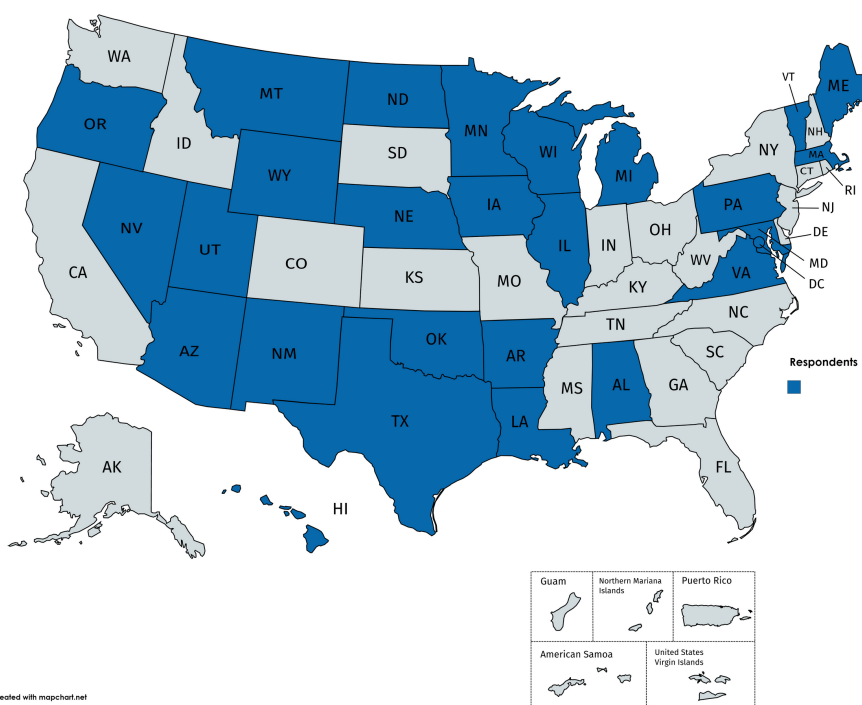 WA
MT
ND
MN
VT
ME
OR
ID
SD
WI
MI
NY
NH
MA
CT
RI
WY
IA
NE
PA
NJ
NV
UT
CO
IL
IN
OH
DE
WV
MD
VA
DC
CA
KS
MO
KY
NC
TN
AZ
NM
OK
AR
SC
MS
AL
GA
Respondents
TX
LA
AK
HI
FL
Guam
Northern Mariana
Islands
Puerto Rico
American Samoa
United States
Virgin Islands
eated with mapchart.net